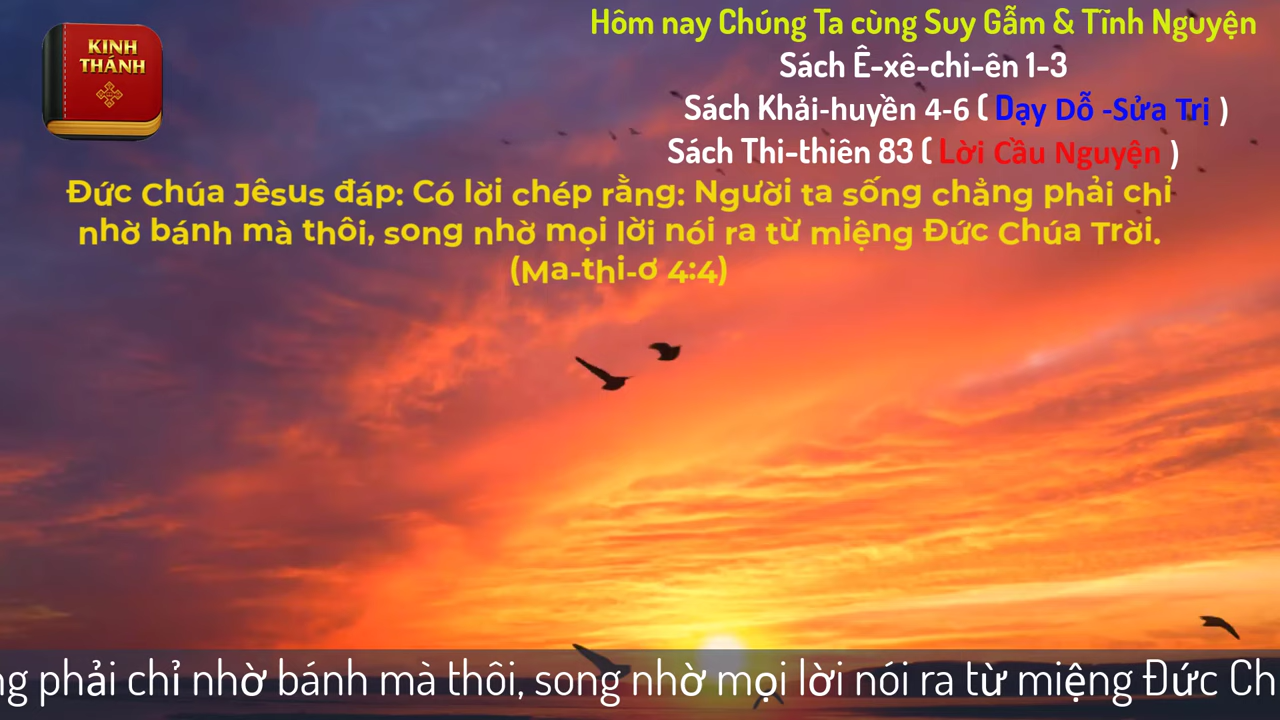 KINH
THÁNH
Hôm nay Chúng Ta cùng Suy Gẫm & Tĩnh Nguyện
Sách Ê-xê-chi-ên 1-3
Sách Khải-huyền 4-6 ( Dạy Dỗ -Sửa Trị )
Sách Thi-thiên 83 ( Lời Cầu Nguyện )
Đức Chúa Jêsus đáp: Có lời chép rằng: Người ta sống chẳng phải chỉ
nhờ bánh mà thôi, song nhờ mọi lời nói ra từ miệng Đức Chúa Trời.
(Ma-thi-ơ 4:4)
ng phải chỉ nhờ bánh mà thôi, song nhờ mọi lời nói ra từ miệng Đức Ch